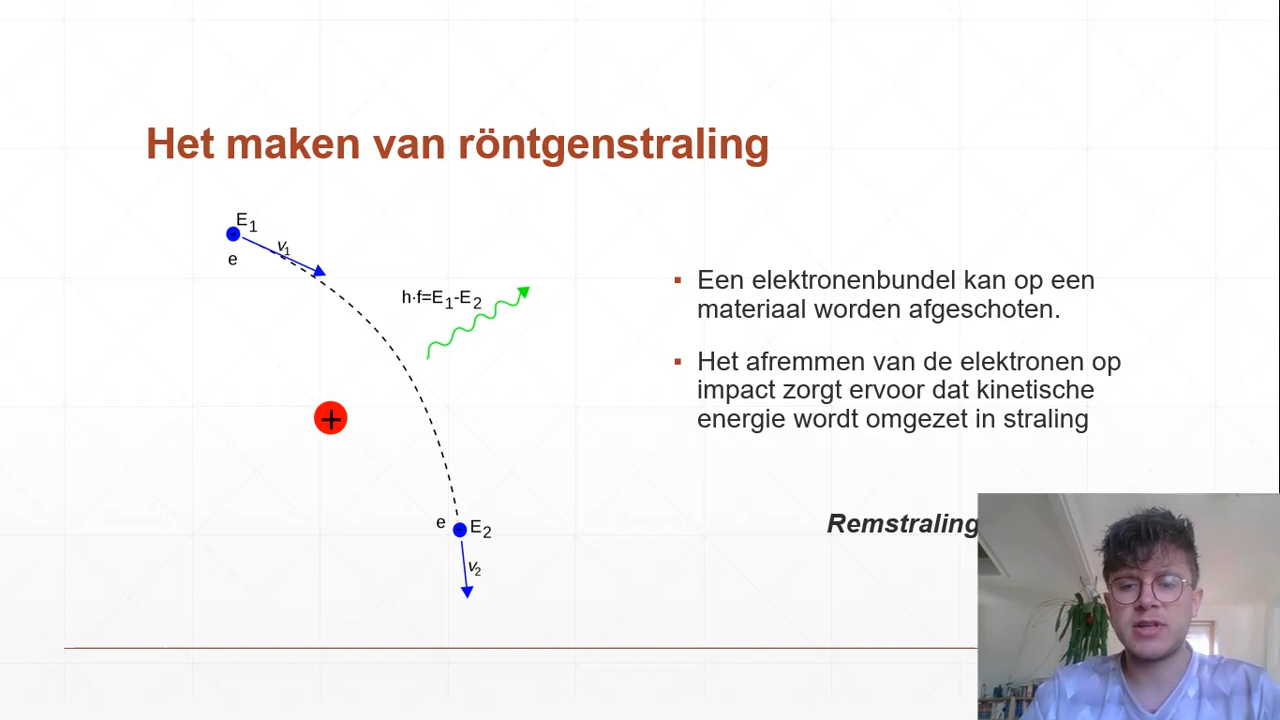 Het maken van röntgenstraling
E1
v1
e
h·f=E1-E2
+
e
E2
v2
▪ Een elektronenbundel kan op een
materiaal worden afgeschoten.
▪ Het afremmen van de elektronen op
impact zorgt ervoor dat kinetische
energie wordt omgezet in straling
Remstraling